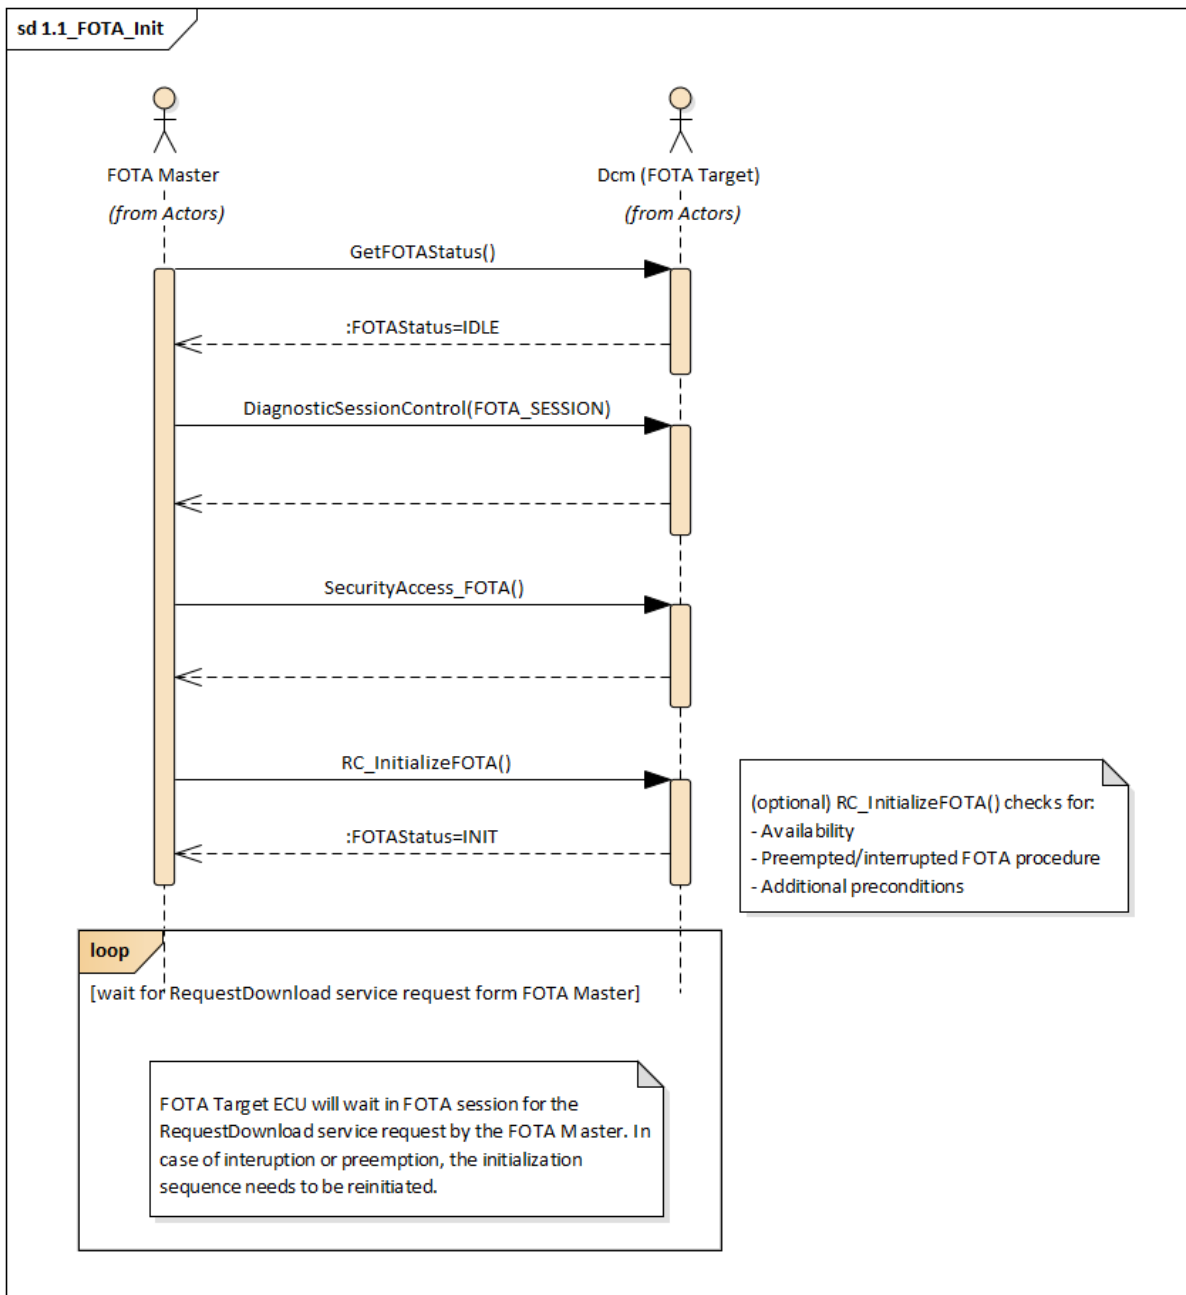 sd 1.1_FOTA_Init
FOTA Master
Dcm (FOTA Target)
(from Actors)
(from Actors)
GetFOTAStatus()
:FOTAStatus=IDLE
DiagnosticSessionControl(FOTA_SESSION)
SecurityAccess_FOTA()
RC_InitializeFOTA()
:FOTAStatus=INIT
(optional) RC_InitializeFOTA() checks for:
- Availability
- Preempted/interrupted FOTA procedure
- Additional preconditions
loop
[wait for RequestDownload service request form FOTA Master]
FOTA Target ECU will wait in FOTA session for the
RequestDownload service request by the FOTA Master. In
case of interuption or preemption, the initialization
sequence needs to be reinitiated.